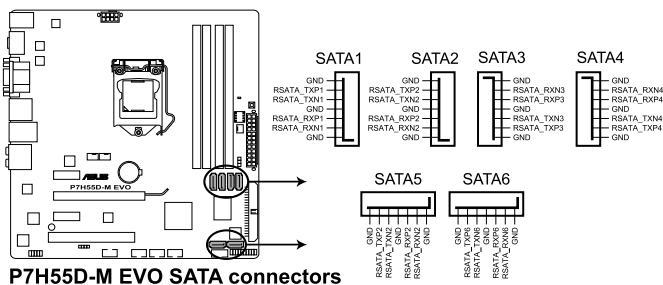 SATA1
GND
RSATA_TXP1
RSATA_TXN1
GND
RSATA_RXP1
RSATA_RXN1
GND
SATA2
GND
RSATA_TXP2
RSATA_TXN2
GND
RSATA_RXP2
RSATA_RXN2
GND
SATA3
GND
RSATA_RXN3
RSATA_RXP3
GND
RSATA_TXN3
RSATA_TXP3
GND
SATA4
GND
RSATA_RXN4
RSATA_RXP4
GND
RSATA_TXN4
RSATA_TXP4
GND
ASUS
P7H55D-M EVO
SATA5
GND
RSATA_TXP2
RSATA_TXN2
GND
RSATA_RXP2
RSATA_RXN2
GND
SATA6
GND
RSATA_TXP6
RSATA_TXN6
GND
RSATA_RXP6
RSATA_RXN6
GND
P7H55D-M EVO SATA connectors